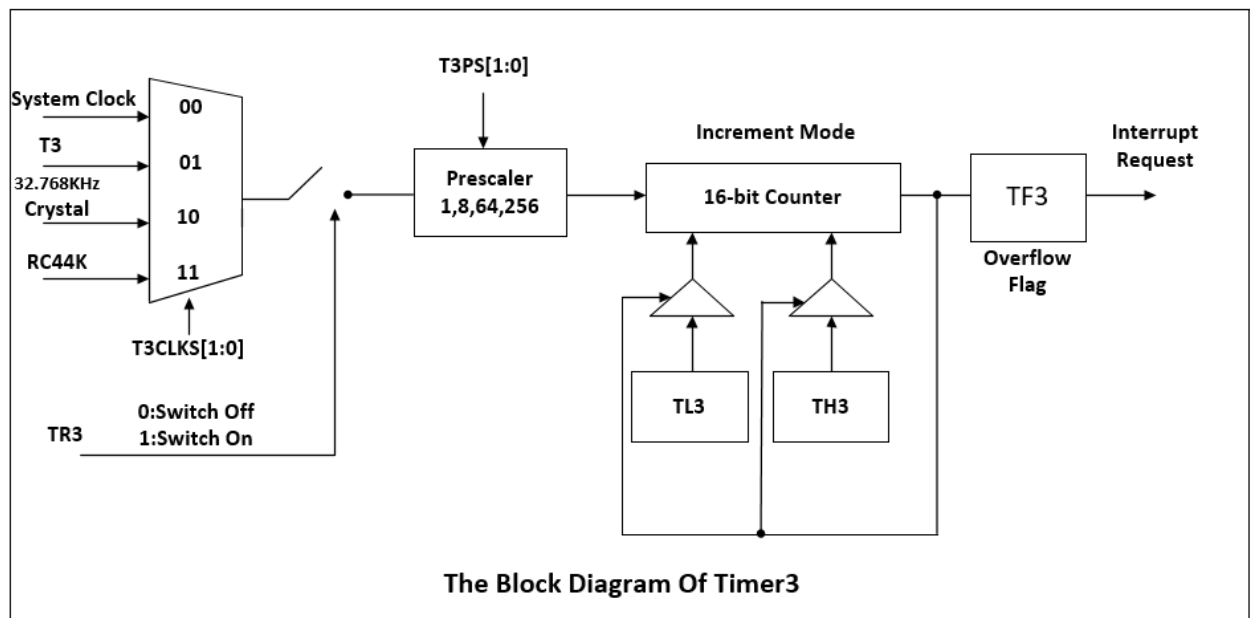 System Clock
T3
32.768KHz
Crystal
RC44K
00
01
10
11
T3CLKS[1:0]
TR3
0:Switch Off
1:Switch On
T3PS[1:0]
Prescaler
1,8,64,256
Increment Mode
16-bit Counter
TL3
TH3
TF3
Overflow
Flag
Interrupt
Request
The Block Diagram Of Timer3